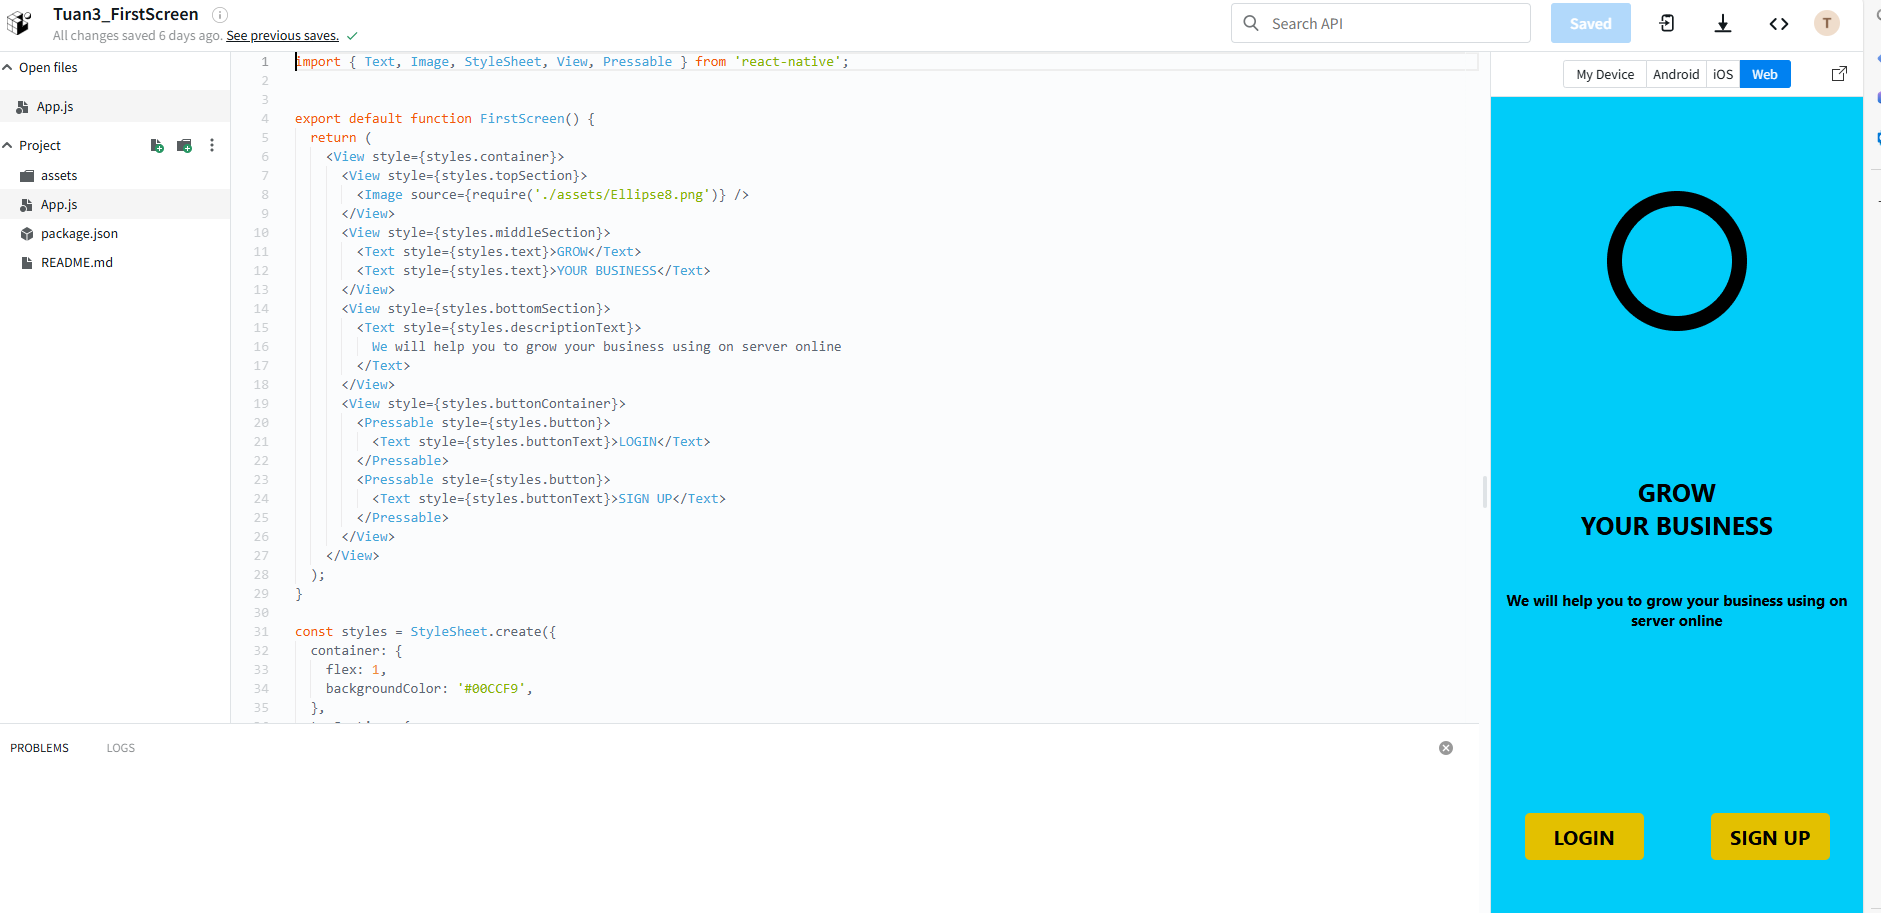 Tuan3_FirstScreen
All changes saved 6 days ago. See previous saves.
Search API
Saved
T
Open files
App.js
Project
assets
App.js
package.json
README.md
1 import { Text, Image, StyleSheet, View, Pressable } from 'react-native';
2
3
4 export default function FirstScreen() {
5 return (
6 <View style={styles.container}>
7 <View style={styles.topSection}>
8 <Image source={require('./assets/Ellipse8.png')} />
9 </View>
10 <View style={styles.middleSection}>
11 <Text style={styles.text}>GROW</Text>
12 <Text style={styles.text}>YOUR BUSINESS</Text>
13 </View>
14 <View style={styles.bottomSection}>
15 <Text style={styles.descriptionText}>
16 We will help you to grow your business using on server online
17 </Text>
18 </View>
19 <View style={styles.buttonContainer}>
20 <Pressable style={styles.button}>
21 <Text style={styles.buttonText}>LOGIN</Text>
22 </Pressable>
23 <Pressable style={styles.button}>
24 <Text style={styles.buttonText}>SIGN UP</Text>
25 </Pressable>
26 </View>
27 </View>
28 );
29 }
30
31 const styles = StyleSheet.create({
32 container: {
33 flex: 1,
34 backgroundColor: '#00CCF9',
35 },
PROBLEMS
LOGS
My Device Android iOS Web
GROW
YOUR BUSINESS
We will help you to grow your business using on
server online
LOGIN
SIGN UP